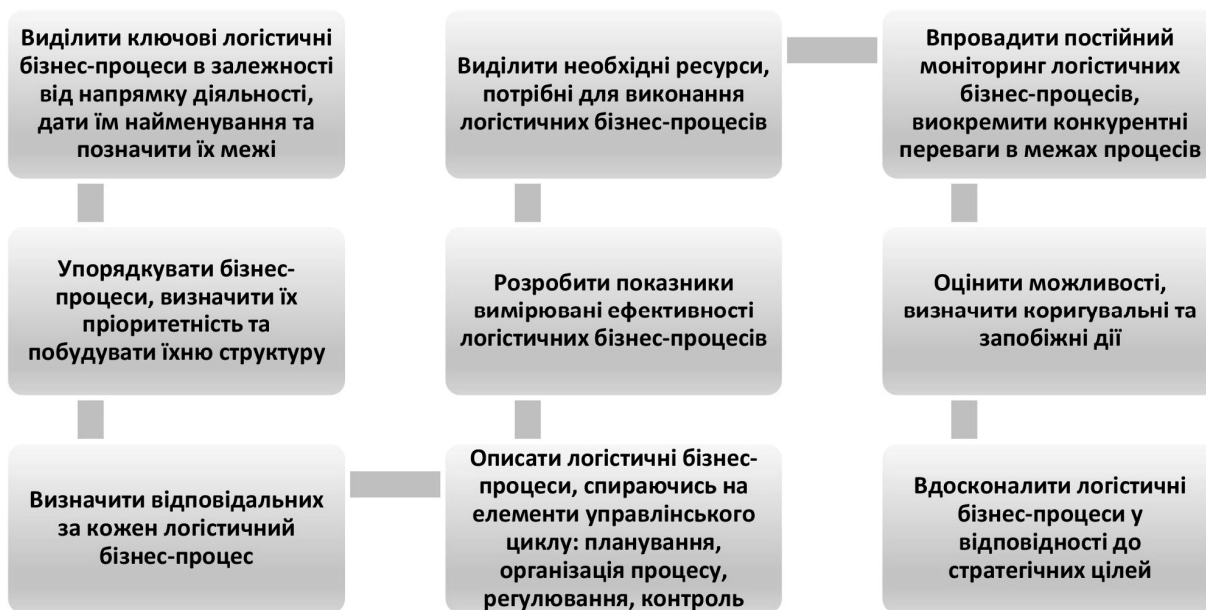 Виділити ключові логістичні
бізнес-процеси в залежності
від напрямку діяльності,
дати їм найменування та
позначити їх межі
Упорядкувати бізнес-
процеси, визначити їх
пріоритетність та
побудувати їхню структуру
Визначити відповідальних
за кожен логістичний
бізнес-процес
Описати логістичні бізнес-
процеси, спираючись на
елементи управлінського
циклу: планування,
організація процесу,
регулювання, контроль
Розробити показники
вимірювані ефективності
логістичних бізнес-процесів
Виділити необхідні ресурси,
потрібні для виконання
логістичних бізнес-процесів
Впровадити постійний
моніторинг логістичних
бізнес-процесів,
виокремити конкурентні
переваги в межах процесів
Оцінити можливості,
визначити коригувальні та
запобіжні дії
Вдосконалити логістичні
бізнес-процеси у
відповідності до
стратегічних цілей